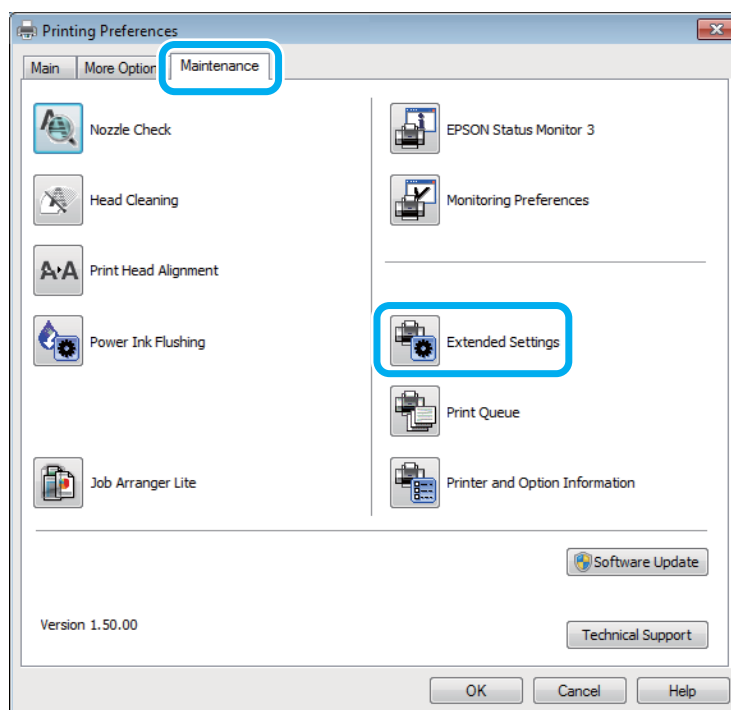 Printing Preferences
Main
More Option
Maintenance
Nozzle Check
EPSON Status Monitor 3
Head Cleaning
Monitoring Preferences
Print Head Alignment
Power Ink Flushing
Extended Settings
Print Queue
Job Arranger Lite
Printer and Option Information
Software Update
Version 1.50.00
Technical Support
OK
Cancel
Help